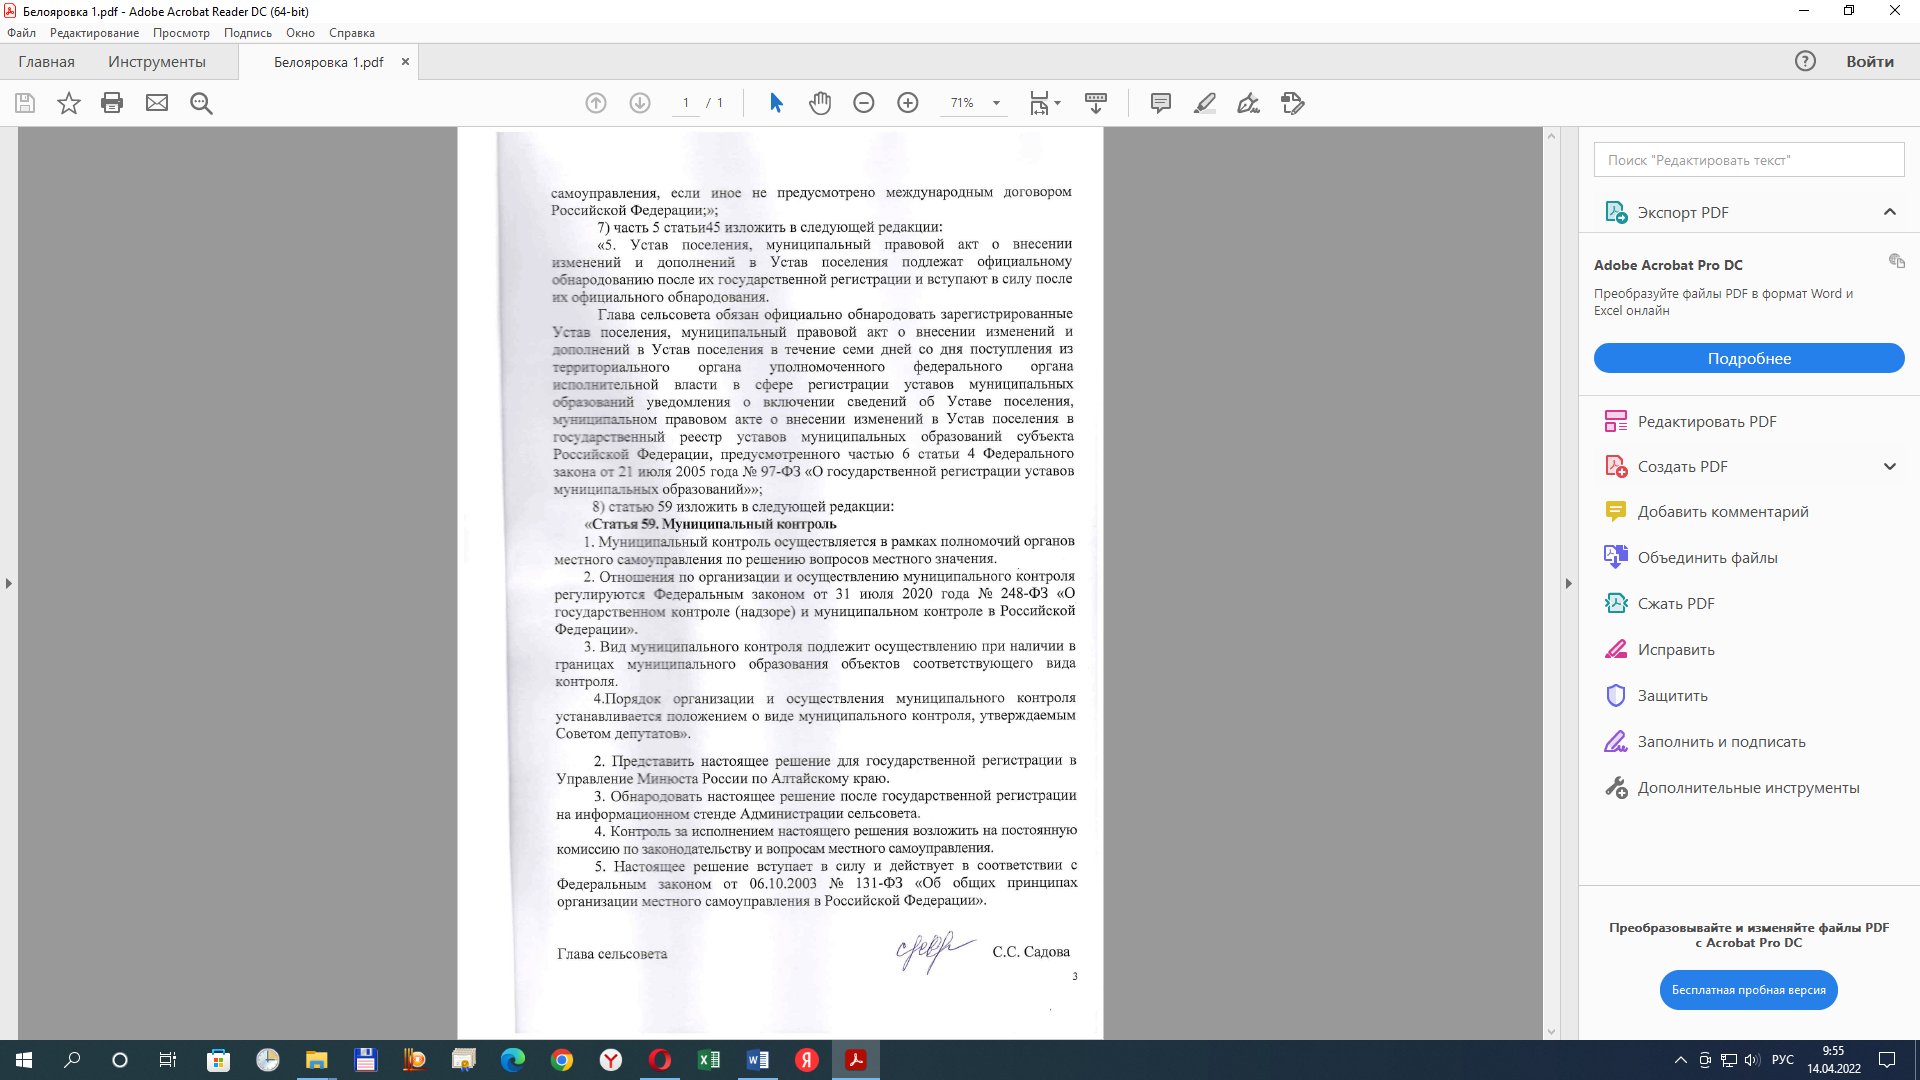 Белояровка 1.pdf - Adobe Acrobat Reader DC (64-bit)
Файл Редактирование Просмотр Подпись Окно Справка
Главная Инструменты Белояровка 1.pdf × ? Войти
1 / 1 71%
самоуправления, если иное не предусмотрено международным договором
Российской Федерации;»;
7) часть 5 статьи45 изложить в следующей редакции:
«5. Устав поселения, муниципальный правовой акт о внесении
изменений и дополнений в Устав поселения подлежат официальному
обнародованию после их государственной регистрации и вступают в силу после
их официального обнародования.
Глава сельсовета обязан официально обнародовать зарегистрированные
Устав поселения, муниципальный правовой акт о внесении изменений и
дополнений в Устав поселения в течение семи дней со дня поступления из
территориального органа уполномоченного федерального органа
исполнительной власти в сфере регистрации уставов муниципальных
образований уведомления о включении сведений об Уставе поселения,
муниципальном правовом акте о внесении изменений в Устав поселения в
государственный реестр уставов муниципальных образований субъекта
Российской Федерации, предусмотренного частью 6 статьи 4 Федерального
закона от 21 июля 2005 года № 97-ФЗ «О государственной регистрации уставов
муниципальных образований»»;
8) статью 59 изложить в следующей редакции:
«Статья 59. Муниципальный контроль
1. Муниципальный контроль осуществляется в рамках полномочий органов
местного самоуправления по решению вопросов местного значения.
2. Отношения по организации и осуществлению муниципального контроля
регулируются Федеральным законом от 31 июля 2020 года № 248-ФЗ «О
государственном контроле (надзоре) и муниципальном контроле в Российской
Федерации».
3. Вид муниципального контроля подлежит осуществлению при наличии в
границах муниципального образования объектов соответствующего вида
контроля.
4.Порядок организации и осуществления муниципального контроля
устанавливается положением о виде муниципального контроля, утверждаемым
Советом депутатов».
2. Представить настоящее решение для государственной регистрации в
Управление Минюста России по Алтайскому краю.
3. Обнародовать настоящее решение после государственной регистрации
на информационном стенде Администрации сельсовета.
4. Контроль за исполнением настоящего решения возложить на постоянную
комиссию по законодательству и вопросам местного самоуправления.
5. Настоящее решение вступает в силу и действует в соответствии с
Федеральным законом от 06.10.2003 № 131-ФЗ «Об общих принципах
организации местного самоуправления в Российской Федерации».
Глава сельсовета С.С. Садова
3
Поиск "Редактировать текст"
Экспорт PDF
Adobe Acrobat Pro DC
Преобразуйте файлы PDF в формат Word и
Excel онлайн
Подробнее
Редактировать PDF
Создать PDF
Добавить комментарий
Объединить файлы
Сжать PDF
Исправить
Защитить
Заполнить и подписать
Дополнительные инструменты
Преобразовывайте и изменяйте файлы PDF
с Acrobat Pro DC
Бесплатная пробная версия
РУС
9:55
14.04.2022